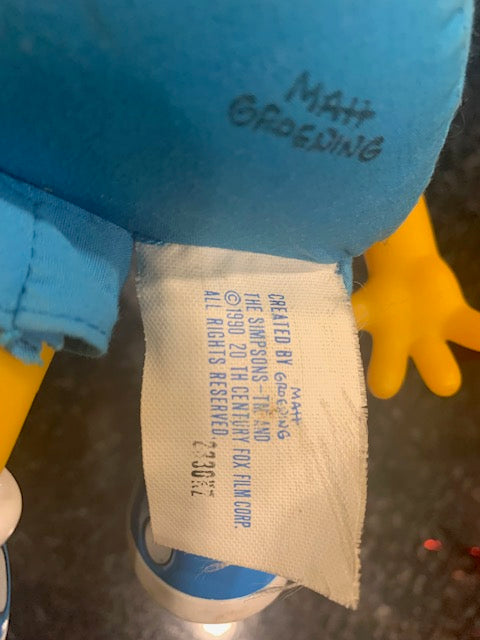 MATT
GROENING
CREATED BY MATT GROENING
THE SIMPSONS-TM AND
©1990 20 TH CENTURY FOX FILM CORP.
ALL RIGHTS RESERVED